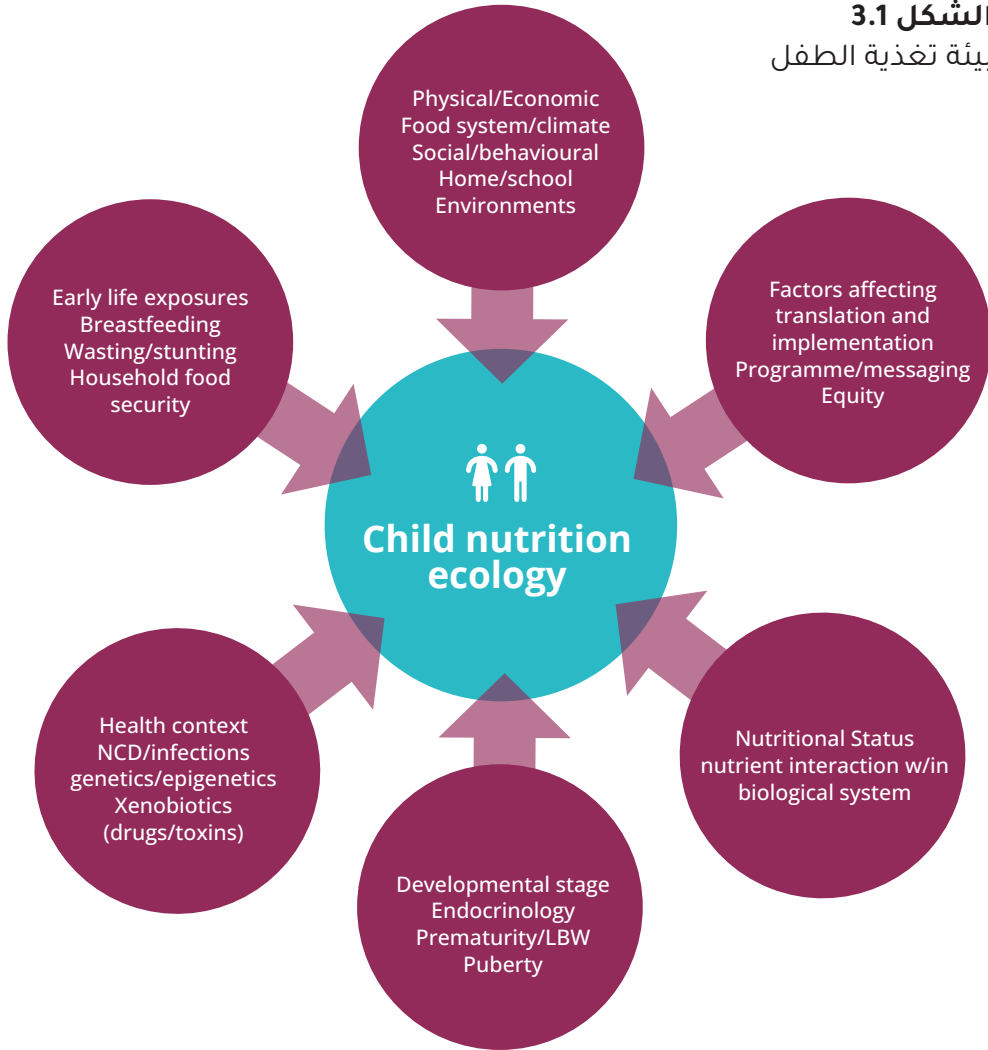 الشكل 3.1
بيئة تغذية الطفل
Physical/Economic
Food system/climate
Social/behavioural
Home/school
Environments
Early life exposures
Breastfeeding
Wasting/stunting
Household food
security
Factors affecting
translation and
implementation
Programme/messaging
Equity
Child nutrition
ecology
Health context
NCD/infections
genetics/epigenetics
Xenobiotics
(drugs/toxins)
Nutritional Status
nutrient interaction w/in
biological system
Developmental stage
Endocrinology
Prematurity/LBW
Puberty